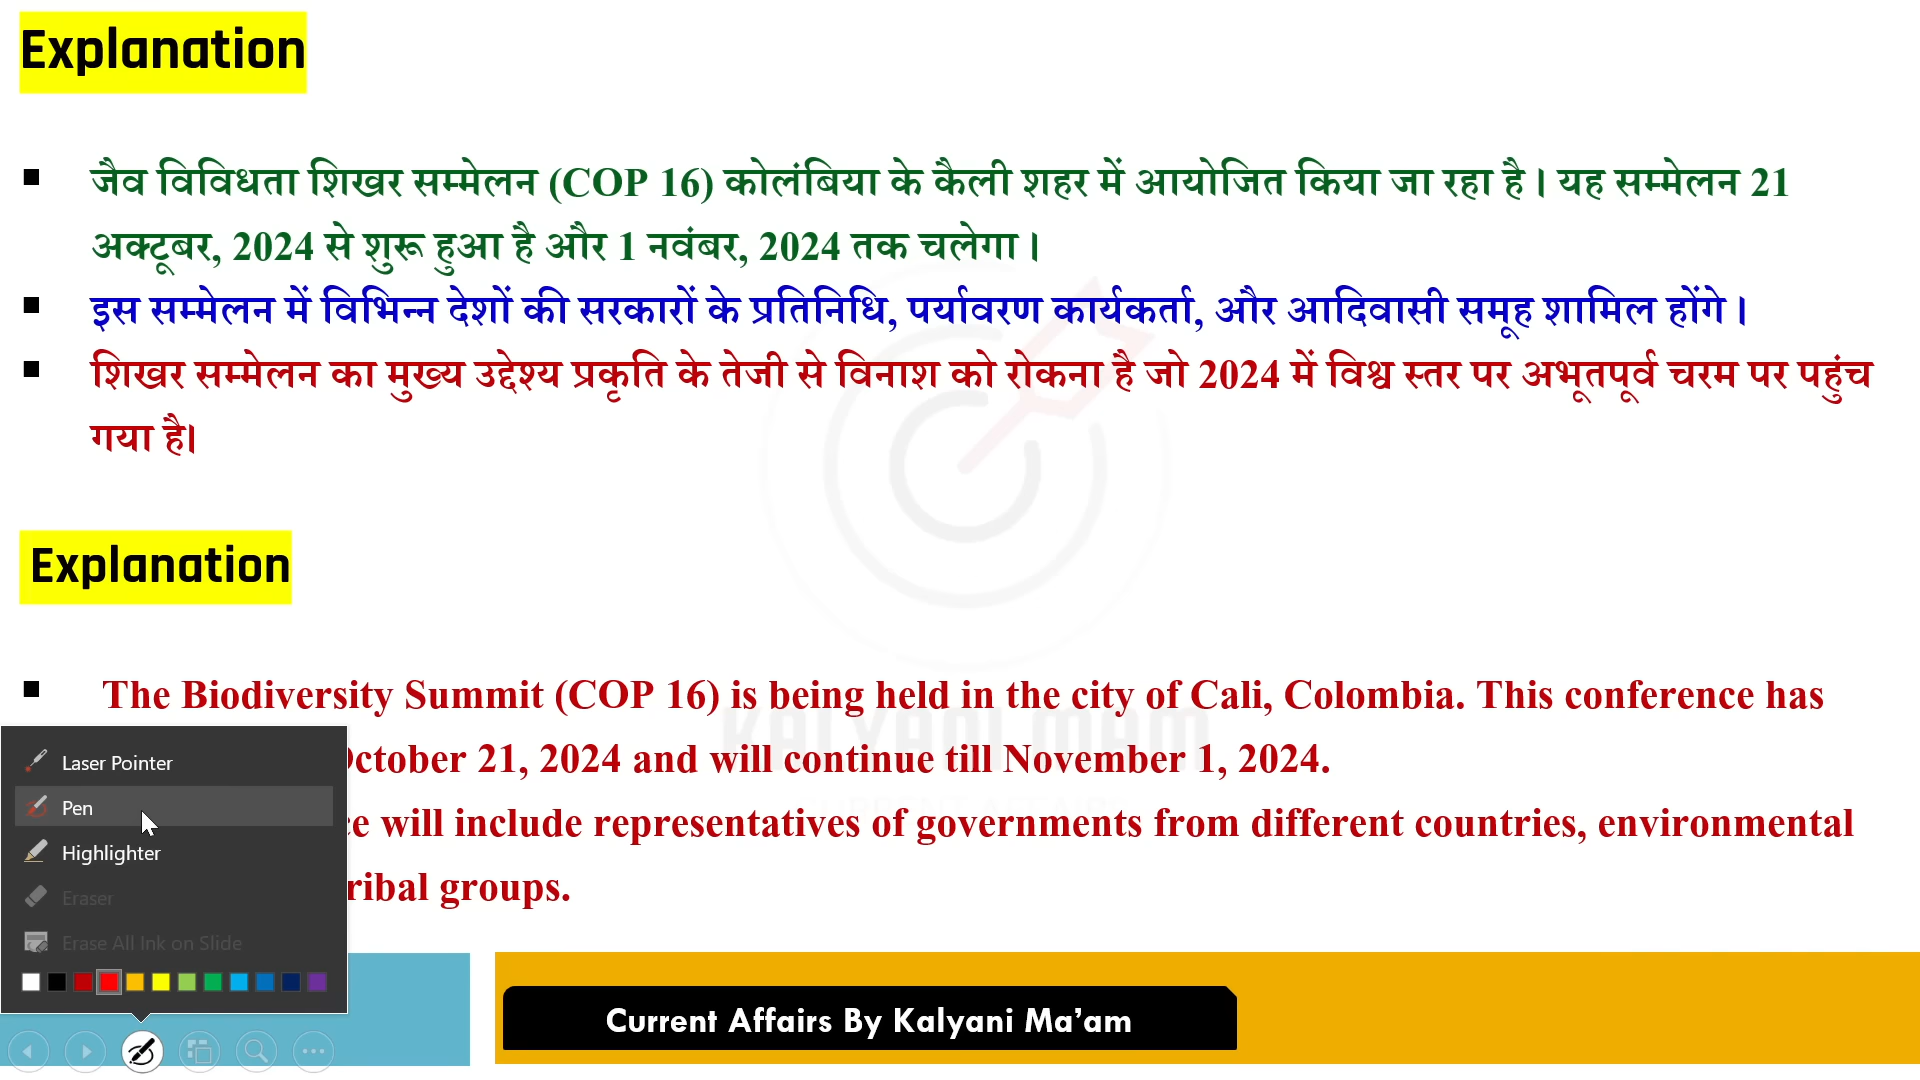 Explanation
जैव विविधता शिखर सम्मेलन (COP 16) कोलंबिया के कैली शहर में आयोजित किया जा रहा है। यह सम्मेलन 21
अक्टूबर, 2024 से शुरू हुआ है और 1 नवंबर, 2024 तक चलेगा।
इस सम्मेलन में विभिन्न देशों की सरकारों के प्रतिनिधि, पर्यावरण कार्यकर्ता, और आदिवासी समूह शामिल होंगे।
शिखर सम्मेलन का मुख्य उद्देश्य प्रकृति के तेजी से विनाश को रोकना है जो 2024 में विश्व स्तर पर अभूतपूर्व चरम पर पहुंच
गया है।
Explanation
The Biodiversity Summit (COP 16) is being held in the city of Cali, Colombia. This conference has
October 21, 2024 and will continue till November 1, 2024.
will include representatives of governments from different countries, environmental
groups.
KALYANI MAM
CURRENT AFFAIRS
Laser Pointer
Pen
Highlighter
Eraser
Erase All Ink on Slide
Current Affairs By Kalyani Ma’am